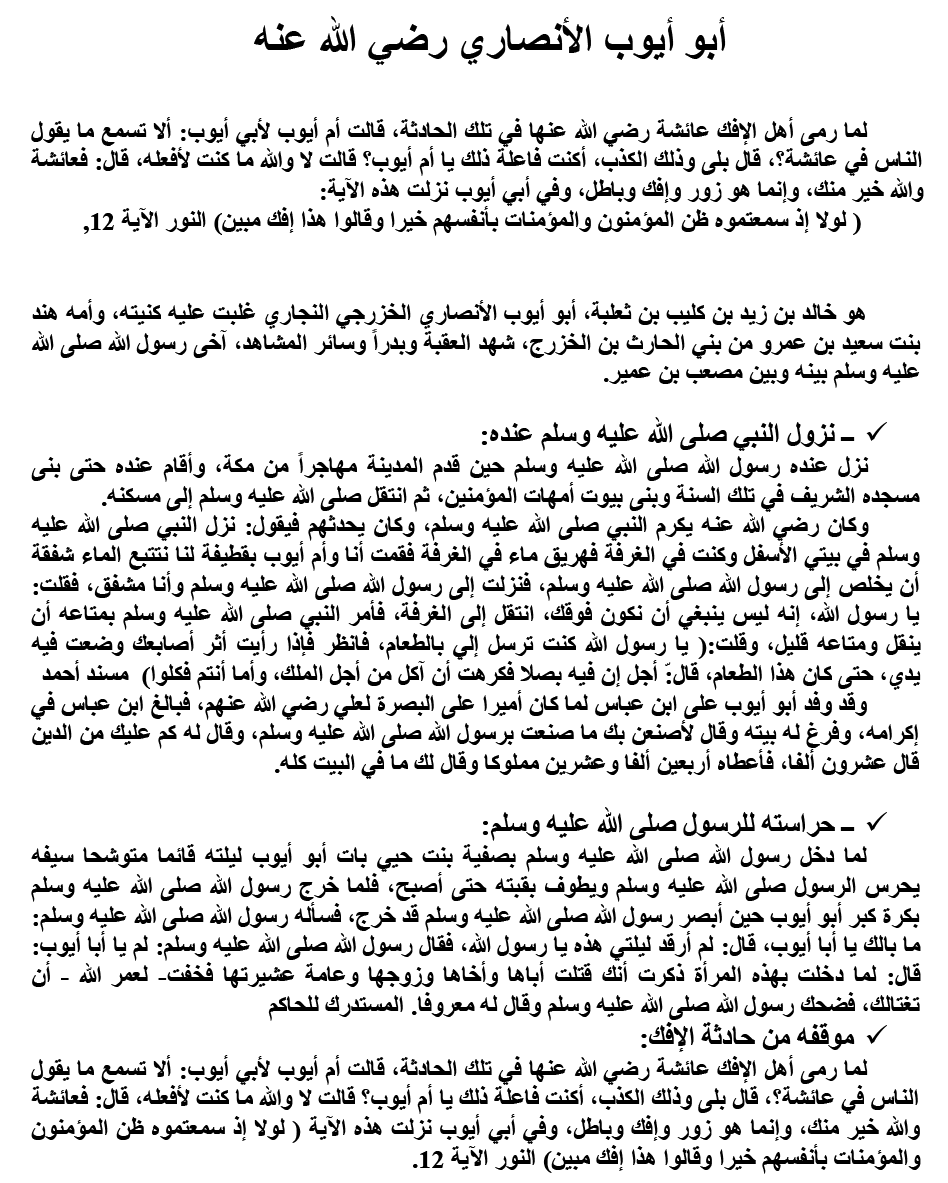 أبو أيوب الأنصاري رضي الله عنه
لما رمى أهل الإفك عائشة رضي الله عنها في تلك الحادثة، قالت أم أيوب لأبي أيوب: ألا تسمع ما يقول
الناس في عائشة؟، قال بلى وذلك الكذب، أكنت فاعلة ذلك يا أم أيوب؟ قالت لا والله ما كنت لأفعله، قال: فعائشة
والله خير منك، وإنما هو زور وإفك وباطل، وفي أبي أيوب نزلت هذه الآية:
( لولا إذ سمعتموه ظن المؤمنون والمؤمنات بأنفسهم خيرا وقالوا هذا إفك مبين) النور الآية 12,
هو خالد بن زيد بن كليب بن ثعلبة، أبو أيوب الأنصاري الخزرجي النجاري غلبت عليه كنيته، وأمه هند
بنت سعيد بن عمرو من بني الحارث بن الخزرج، شهد العقبة وبدراً وسائر المشاهد، آخى رسول الله صلى الله
عليه وسلم بينه وبين مصعب بن عمير.
✓ – نزول النبي صلى الله عليه وسلم عنده:
نزل عنده رسول الله صلى الله عليه وسلم حين قدم المدينة مهاجراً من مكة، وأقام عنده حتى بنى
مسجده الشريف في تلك السنة وبنى بيوت أمهات المؤمنين، ثم انتقل صلى الله عليه وسلم إلى مسكنه.
وكان رضي الله عنه يكرم النبي صلى الله عليه وسلم، وكان يحدثهم فيقول: نزل النبي صلى الله عليه
وسلم في بيتي الأسفل وكنت في الغرفة فهريق ماء في الغرفة فقمت أنا وأم أيوب بقطيفة لنا نتتبع الماء شفقة
أن يخلص إلى رسول الله صلى الله عليه وسلم، فنزلت إلى رسول الله صلى الله عليه وسلم وأنا مشفق، فقلت:
يا رسول الله، إنه ليس ينبغي أن نكون فوقك، انتقل إلى الغرفة، فأمر النبي صلى الله عليه وسلم بمتاعه أن
ينقل ومتاعه قليل، وقلت:( يا رسول الله كنت ترسل إلي بالطعام، فانظر فإذا رأيت أثر أصابعك وضعت فيه
يدي، حتى كان هذا الطعام، قال: أجل إن فيه بصلا فكرهت أن آكل من أجل الملك، وأما أنتم فكلوا) مسند أحمد
وقد وفد أبو أيوب على ابن عباس لما كان أميرا على البصرة لعلي رضي الله عنهم، فبالغ ابن عباس في
إكرامه، وفرغ له بيته وقال لأصنعن بك ما صنعت برسول الله صلى الله عليه وسلم، وقال له كم عليك من الدين
قال عشرون ألفا، فأعطاه أربعين ألفا وعشرين مملوكا وقال لك ما في البيت كله.
✓ – حراسته للرسول صلى الله عليه وسلم:
لما دخل رسول الله صلى الله عليه وسلم بصفية بنت حيي بات أبو أيوب ليلته قائما متوشحا سيفه
يحرس الرسول صلى الله عليه وسلم ويطوف بقبته حتى أصبح، فلما خرج رسول الله صلى الله عليه وسلم
بكرة كبر أبو أيوب حين أبصر رسول الله صلى الله عليه وسلم قد خرج، فسأله رسول الله صلى الله عليه وسلم:
ما بالك يا أبا أيوب، قال: لم أرقد ليلتي هذه يا رسول الله، فقال رسول الله صلى الله عليه وسلم: لم يا أبا أيوب:
قال: لما دخلت بهذه المرأة ذكرت أنك قتلت أباها وأخاها وزوجها وعامة عشيرتها فخفت- لعمر الله - أن
تغتالك، فضحك رسول الله صلى الله عليه وسلم وقال له معروفا. المستدرك للحاكم
✓ موقفه من حادثة الإفك:
لما رمى أهل الإفك عائشة رضي الله عنها في تلك الحادثة، قالت أم أيوب لأبي أيوب: ألا تسمع ما يقول
الناس في عائشة؟، قال بلى وذلك الكذب، أكنت فاعلة ذلك يا أم أيوب؟ قالت لا والله ما كنت لأفعله، قال: فعائشة
والله خير منك، وإنما هو زور وإفك وباطل، وفي أبي أيوب نزلت هذه الآية ( لولا إذ سمعتموه ظن المؤمنون
والمؤمنات بأنفسهم خيرا وقالوا هذا إفك مبين) النور الآية 12.